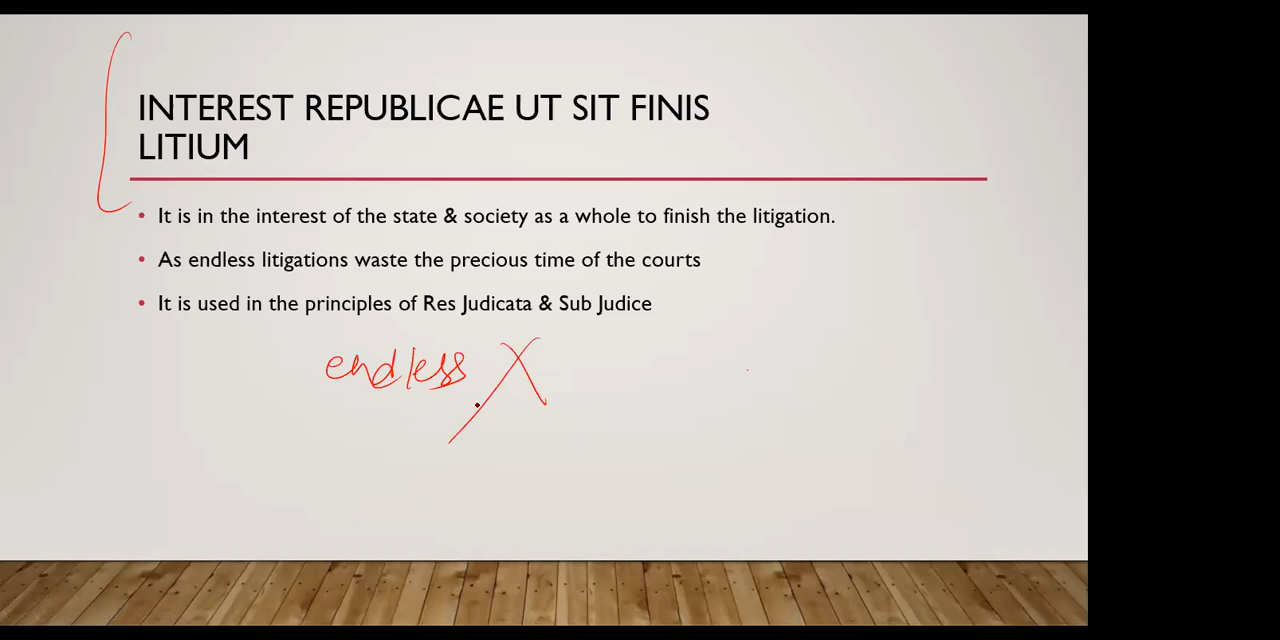 INTEREST REPUBLICAE UT SIT FINIS
LITIUM
• It is in the interest of the state & society as a whole to finish the litigation.
• As endless litigations waste the precious time of the courts
• It is used in the principles of Res Judicata & Sub Judice
endless X